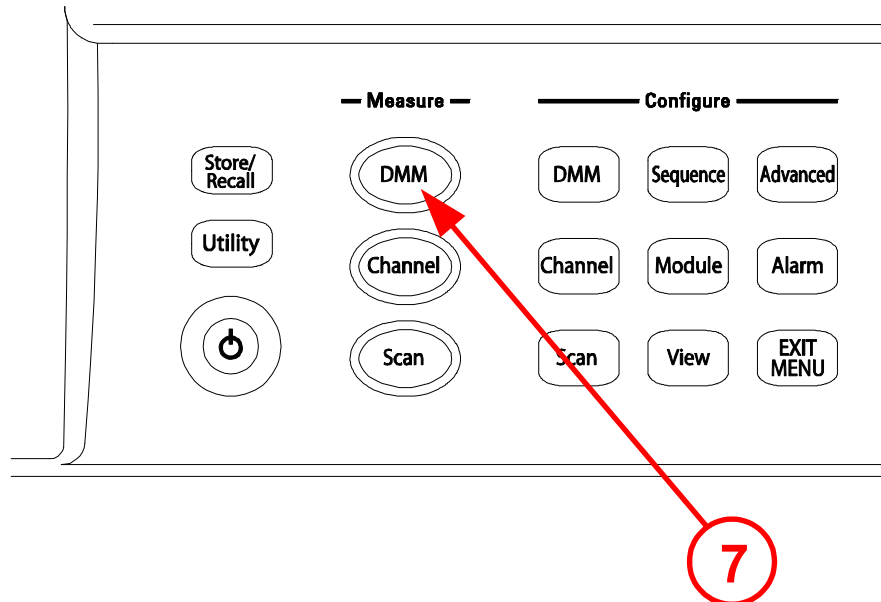 Measure
Configure
Store/
Recall
DMM
DMM
Sequence
Advanced
Utility
Channel
Channel
Module
Alarm
Scan
Scan
View
EXIT
MENU
7